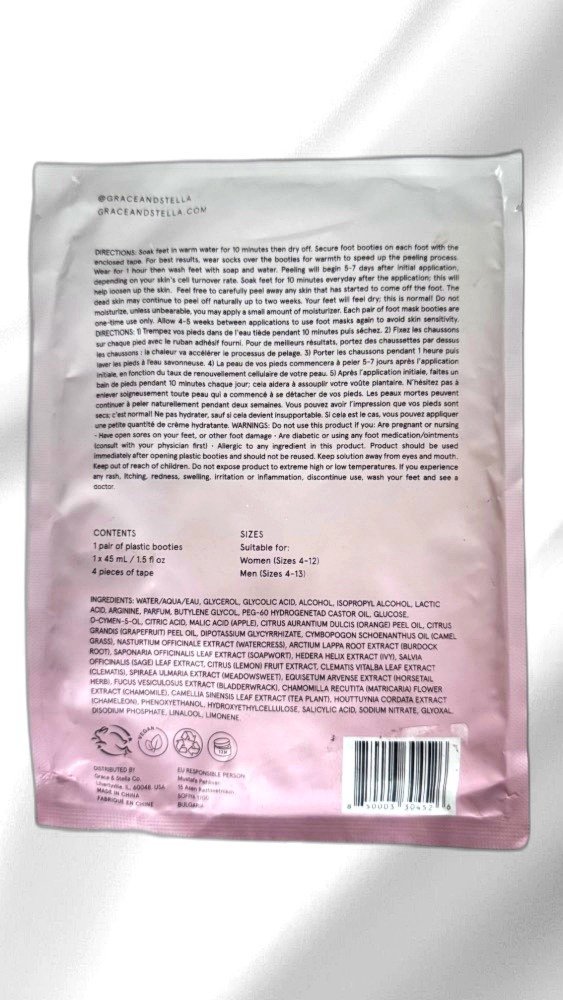 @GRACEANDSTELLA
GRACEANDSTELLA.COM
DIRECTIONS: Soak feet in warm water for 10 minutes then dry off. Secure foot booties on each foot with the
enclosed tape. For best results, wear socks over the booties for warmth to speed up the peeling process.
Wear for 1 hour then wash feet with soap and water. Peeling will begin 5-7 days after initial application,
depending on your skin's cell turnover rate. Soak feet for 10 minutes everyday after the application; this will
help loosen up the skin. Feel free to carefully peel away any skin that has started to come off the foot. The
dead skin may continue to peel off naturally up to two weeks. Your feet will feel dry; this is normal! Do not
moisturize, unless unbearable, you may apply a small amount of moisturizer. Each pair of foot mask booties are
one-time use only. Allow 4-5 weeks between applications to use foot masks again to avoid skin sensitivity.
DIRECTIONS: 1) Trempez vos pieds dans de l'eau tiède pendant 10 minutes puis séchez. 2) Fixez les chaussons
sur chaque pied avec le ruban adhésif fourni. Pour de meilleurs résultats, portez des chaussettes par dessus
les chaussons : la chaleur va accélérer le processus de pelage. 3) Porter les chaussons pendant 1 heure puis
laver les pieds à l'eau savonneuse. 4) La peau de vos pieds commencera à peler 5-7 jours après l'application
initiale, en fonction du taux de renouvellement cellulaire de votre peau. 5) Après l'application initiale, faites un
bain de pieds pendant 10 minutes chaque jour; cela aidera à assouplir votre voûte plantaire. N'hésitez pas à
enlever soigneusement toute peau qui a commencé à se détacher de vos pieds. Les peaux mortes peuvent
continuer à peler naturellement pendant deux semaines. Vous pouvez avoir l'impression que vos pieds sont
secs; c'est normal! Ne pas hydrater, sauf si cela devient insupportable. Si cela est le cas, vous pouvez appliquer
une petite quantité de crème hydratante. WARNINGS: Do not use this product if you: Are pregnant or nursing
• Have open sores on your feet, or other foot damage • Are diabetic or using any foot medication/ointments
(consult with your physician first) • Allergic to any ingredient in this product. Product should be used
immediately after opening plastic booties and should not be reused. Keep solution away from eyes and mouth.
Keep out of reach of children. Do not expose product to extreme high or low temperatures. If you experience
any rash, itching, redness, swelling, irritation or inflammation, discontinue use, wash your feet and see a
doctor.
CONTENTS
1 pair of plastic booties
1 x 45 mL / 1.5 fl oz
4 pieces of tape
SIZES
Suitable for:
Women (Sizes 4-12)
Men (Sizes 4-13)
INGREDIENTS: WATER/AQUA/EAU, GLYCEROL, GLYCOLIC ACID, ALCOHOL, ISOPROPYL ALCOHOL, LACTIC
ACID, ARGININE, PARFUM, BUTYLENE GLYCOL, PEG-60 HYDROGENETAD CASTOR OIL, GLUCOSE,
O-CYMEN-5-OL, CITRIC ACID, MALIC ACID (APPLE), CITRUS AURANTIUM DULCIS (ORANGE) PEEL OIL, CITRUS
GRANDIS (GRAPEFRUIT) PEEL OIL, DIPOTASSIUM GLYCYRRHIZATE, CYMBOPOGON SCHOENANTHUS OIL (CAMEL
GRASS), NASTURTIUM OFFICINALE EXTRACT (WATERCRESS), ARCTIUM LAPPA ROOT EXTRACT (BURDOCK
ROOT), SAPONARIA OFFICINALIS LEAF EXTRACT (SOAPWORT), HEDERA HELIX EXTRACT (IVY), SALVIA
OFFICINALIS (SAGE) LEAF EXTRACT, CITRUS (LEMON) FRUIT EXTRACT, CLEMATIS VITALBA LEAF EXTRACT
(CLEMATIS), SPIRAEA ULMARIA EXTRACT (MEADOWSWEET), EQUISETUM ARVENSE EXTRACT (HORSETAIL
HERB), FUCUS VESICULOSUS EXTRACT (BLADDERWRACK), CHAMOMILLA RECUTITA (MATRICARIA) FLOWER
EXTRACT (CHAMOMILE), CAMELLIA SINENSIS LEAF EXTRACT (TEA PLANT), HOUTTUYNIA CORDATA EXTRACT
(CHAMELEON), PHENOXYETHANOL, HYDROXYETHYLCELLULOSE, SALICYLIC ACID, SODIUM NITRATE, GLYOXAL,
DISODIUM PHOSPHATE, LINALOOL, LIMONENE.
VEGAN
DISTRIBUTED BY
Grace & Stella Co.
Libertyville, IL, 60048 USA
MADE IN CHINA
FABRIQUÉ EN CHINE
EU RESPONSIBLE PERSON
Mustafa
15 Asen
SOFIA
BULGARIA
8 50003 30452 6